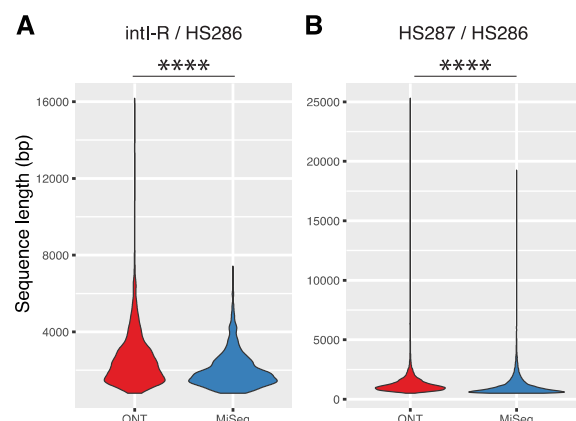 A
intI-R / HS286
****
Sequence length (bp)
16000
12000
8000
4000
ONT
MiSeq
B
HS287 / HS286
****
25000
20000
15000
10000
5000
0
ONT
MiSeq